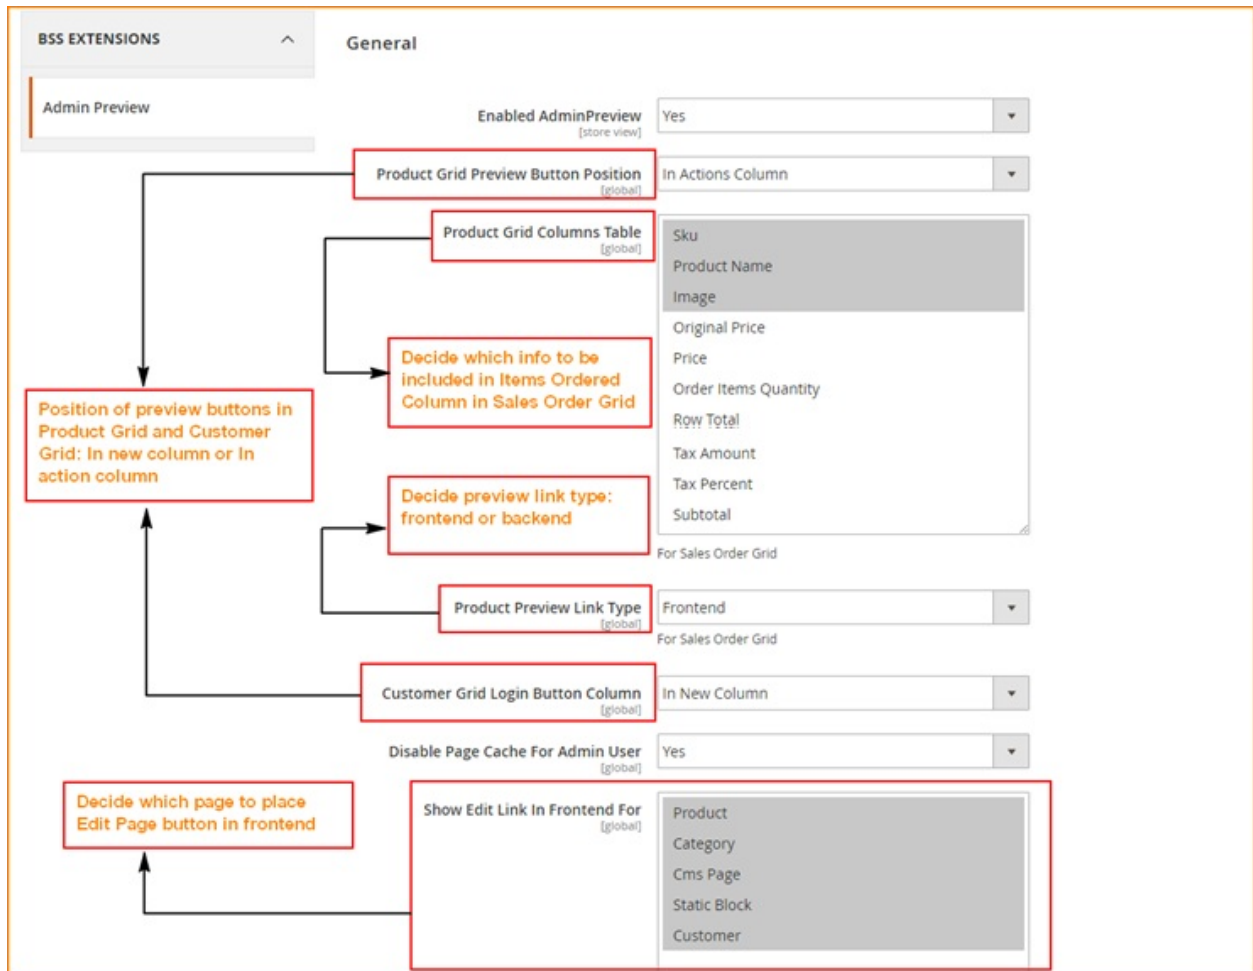 BSS EXTENSIONS
General
Admin Preview
Enabled AdminPreview
[store view]
Yes
Product Grid Preview Button Position
[global]
In Actions Column
Product Grid Columns Table
[global]
Sku
Product Name
Image
Original Price
Price
Order Items Quantity
Row Total
Tax Amount
Tax Percent
Subtotal
For Sales Order Grid
Decide which info to be
included in Items Ordered
Column in Sales Order Grid
Position of preview buttons in
Product Grid and Customer
Grid: In new column or In
action column
Decide preview link type:
frontend or backend
Product Preview Link Type
[global]
Frontend
For Sales Order Grid
Customer Grid Login Button Column
[global]
In New Column
Disable Page Cache For Admin User
[global]
Yes
Decide which page to place
Edit Page button in frontend
Show Edit Link In Frontend For
[global]
Product
Category
Cms Page
Static Block
Customer